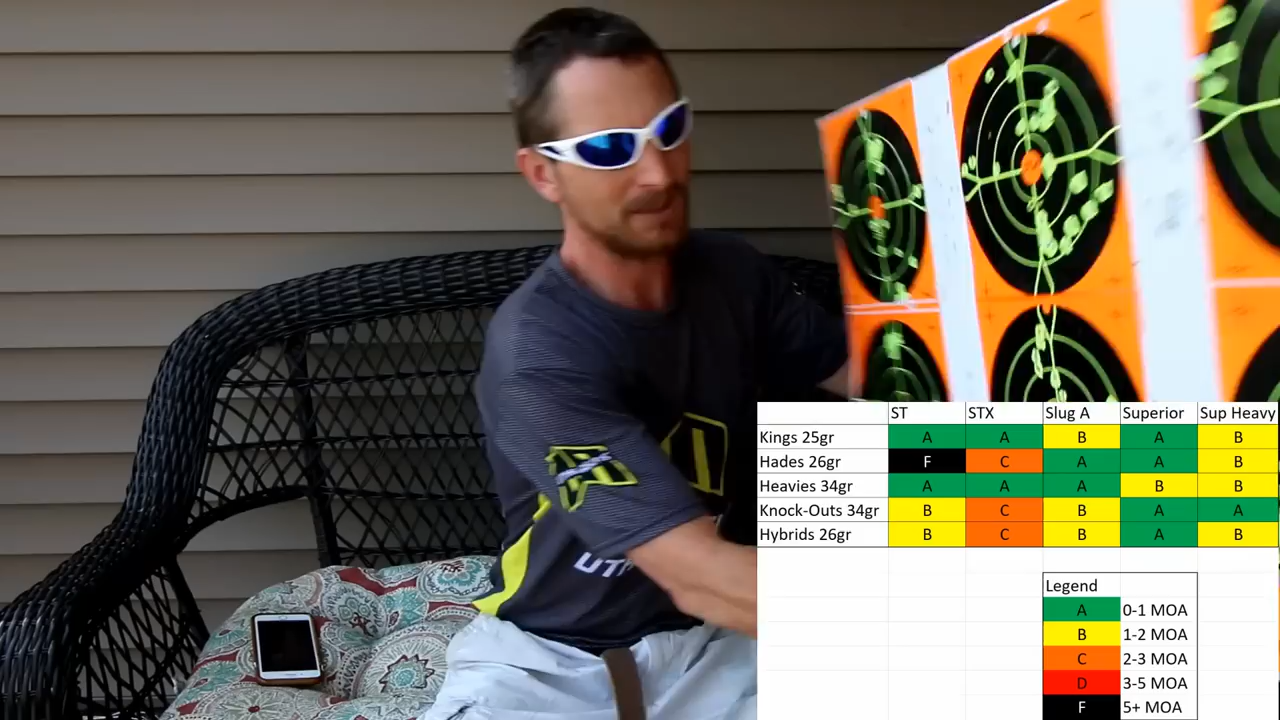 UTA
ST STX Slug A Superior Sup Heavy
Kings 25gr A A B A B
Hades 26gr F C A A B
Heavies 34gr A A A B B
Knock-Outs 34gr B C B A A
Hybrids 26gr B C B A B
Legend
A 0-1 MOA
B 1-2 MOA
C 2-3 MOA
D 3-5 MOA
F 5+ MOA